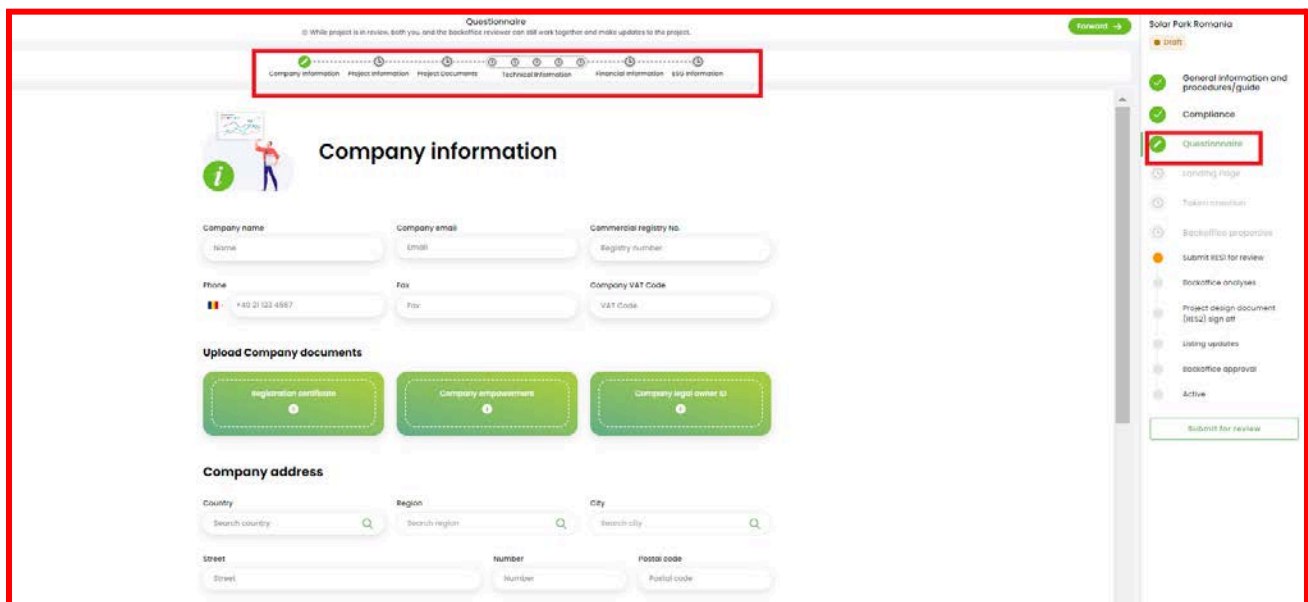 Questionnaire
While project is in review, both you, and the backoffice reviewer can still work together and make updates to the project.
Forward →
Company information Project information Project Documents Technical information Financial information ESG information
Company information
Company name Company email Commercial registry No.
Name Email Registry number
Phone Fax Company VAT Code
+40 21 123 4567 Fax VAT Code
Upload Company documents
Registration certificate Company empowerment Company legal owner ID
Company address
Country Region City
Search country Search region Search city
Street Number Postal code
Street Number Postal code
Solar Park Romania
Draft
General information and
procedures/guide
Compliance
Questionnaire
Landing Page
Token creation
Backoffice properties
Submit RES1 for review
Backoffice analyses
Project design document
(RES2) sign off
Listing updates
Backoffice approval
Active
Submit for review